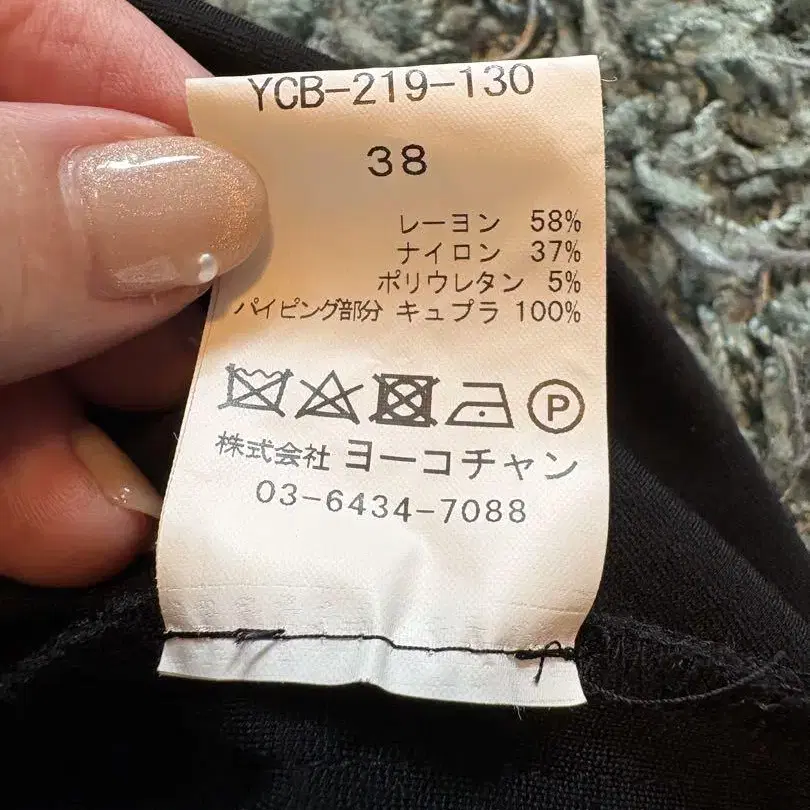 YCB-219-130
38
レーヨン 58%
ナイロン 37%
ポリウレタン 5%
パイピング部分 キュプラ 100%
P
株式会社 ヨーコチャン
03-6434-7088